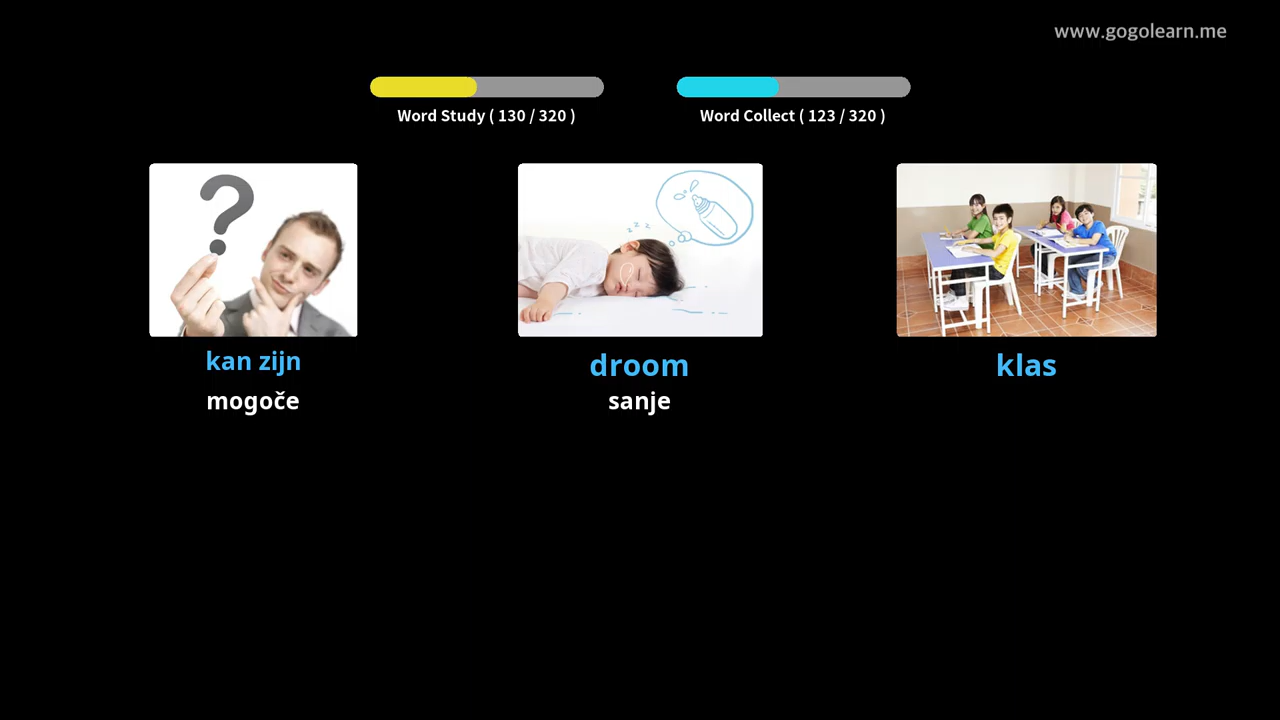 www.gogolearn.me
Word Study ( 130 / 320 )
Word Collect ( 123 / 320 )
?
z z z
kan zijn
droom
klas
mogoče
sanje